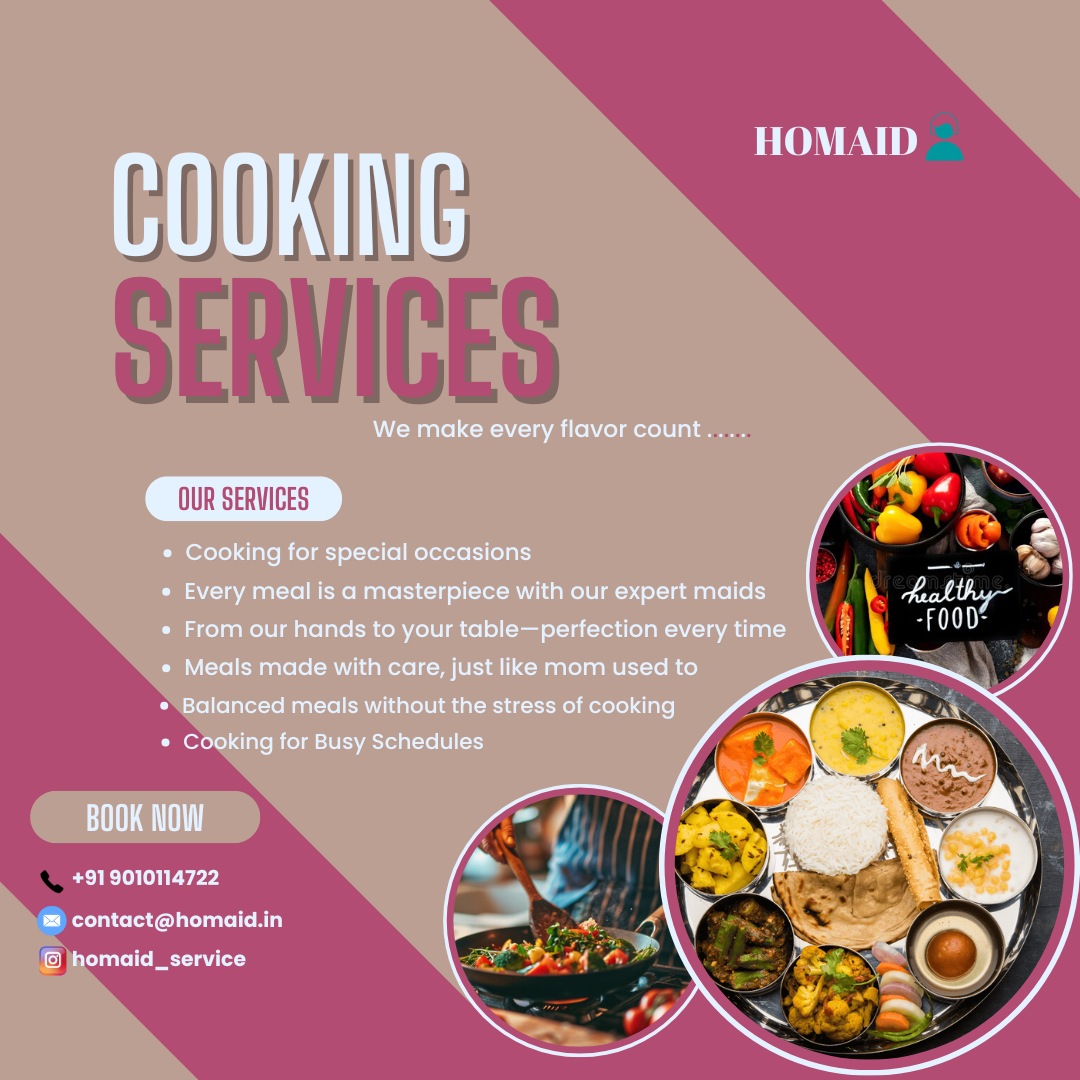 HOMAID
COOKING
SERVICES
We make every flavor count ......
OUR SERVICES
• Cooking for special occasions
• Every meal is a masterpiece with our expert maids
• From our hands to your table—perfection every time
• Meals made with care, just like mom used to
• Balanced meals without the stress of cooking
• Cooking for Busy Schedules
healthy
-FOOD-
BOOK NOW
+91 9010114722
contact@homaid.in
homaid_service